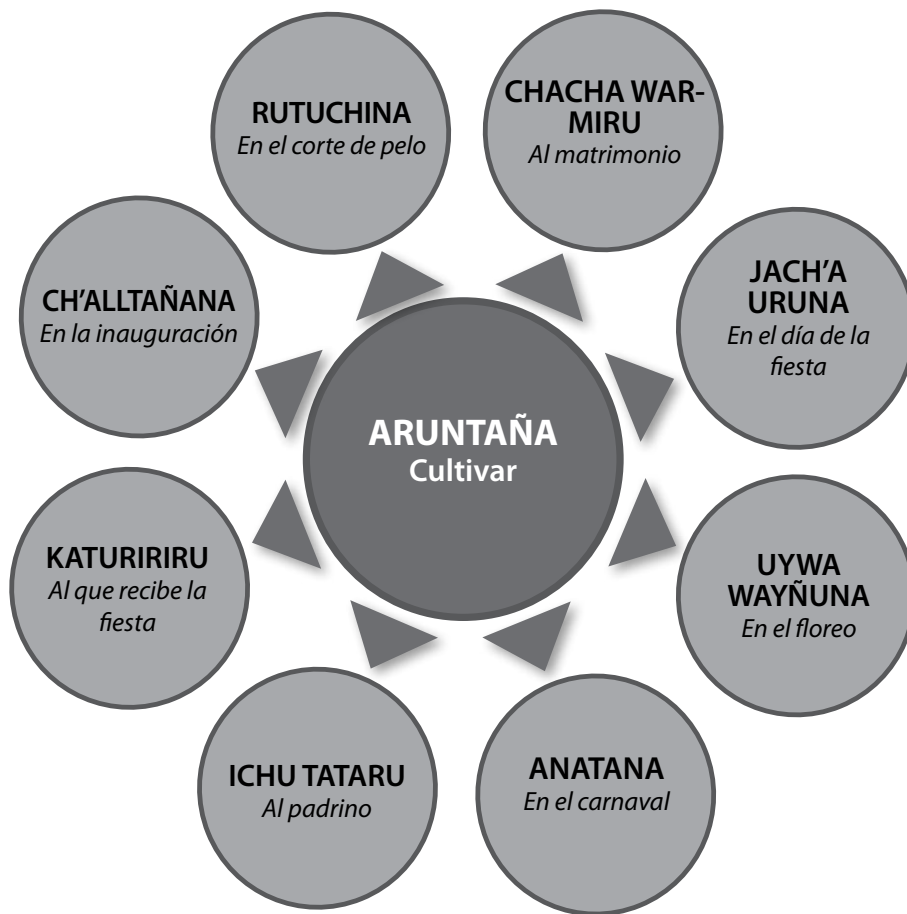 RUTUCHINA
En el corte de pelo
CHACHA WAR-
MIRU
Al matrimonio
CH'ALLTAÑANA
En la inauguración
JACH'A
URUNA
En el día de la
fiesta
ARUNTAÑA
Cultivar
KATURIRIRU
Al que recibe la
fiesta
UYWA
WAYÑUNA
En el floreo
ICHU TATARU
Al padrino
ANATANA
En el carnaval